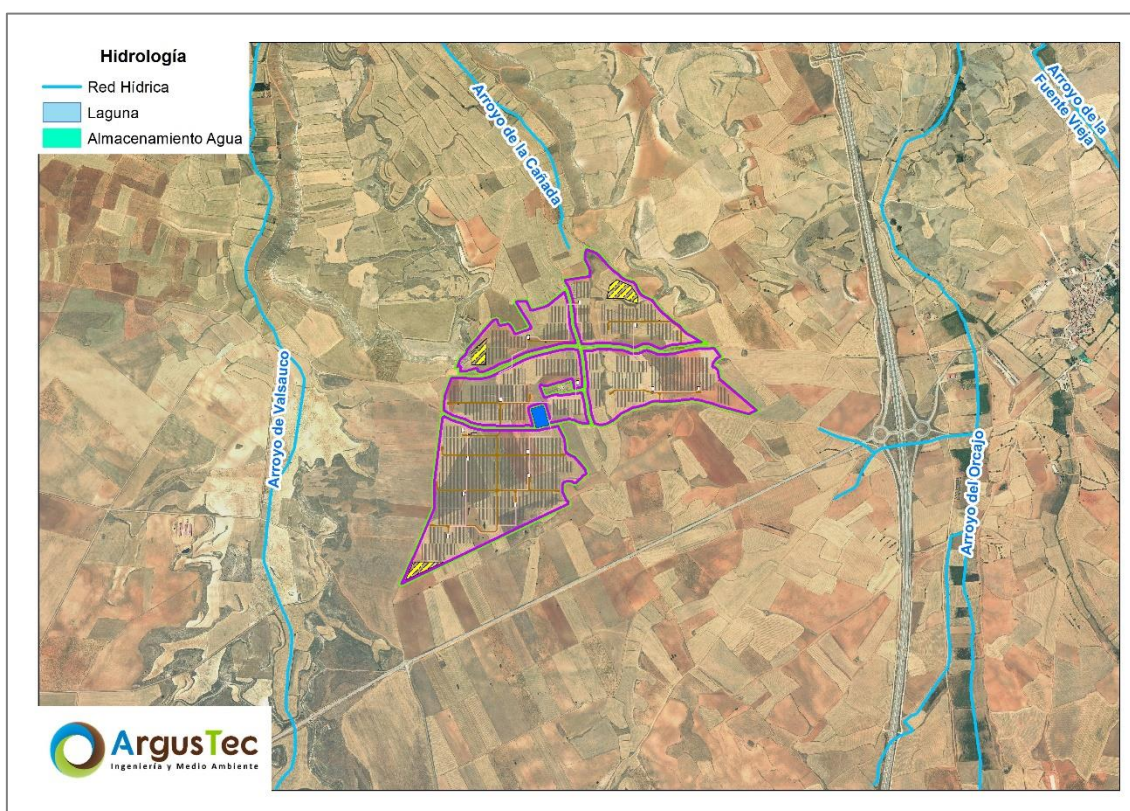 Hidrología
Red Hídrica
Laguna
Almacenamiento Agua
Arroyo de la Cañada
Arroyo de la
Fuente Vieja
Arroyo de Valsauco
Arroyo del Orcajo
ArgusTec
Ingeniería y Medio Ambiente